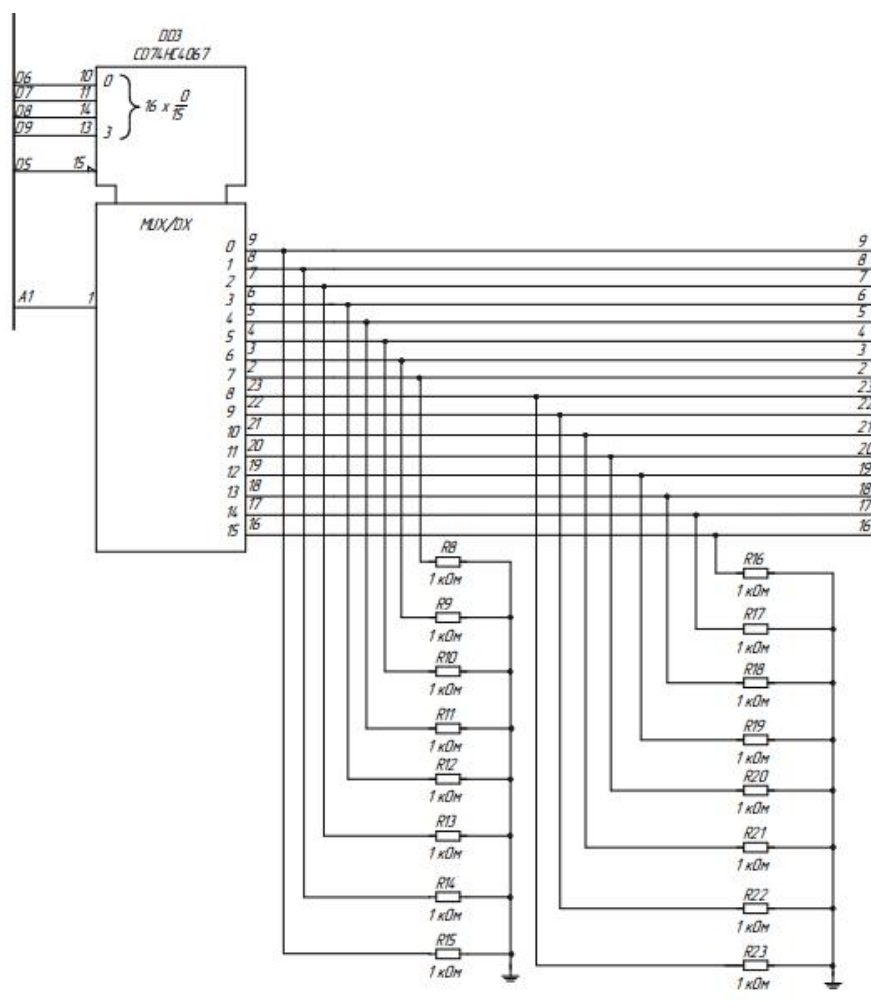 DD3
CD74HC4067
D6 10 0
D7 11
D8 14
D9 13 3
16 x 0/15
D5 15
MUX/DX
A1 1
0 9 9
1 8 8
2 7 7
3 6 6
4 5 5
5 4 4
6 3 3
7 2 2
8 23 23
9 22 22
10 21 21
11 20 20
12 19 19
13 18 18
14 17 17
15 16 16
R8
1 кОм
R9
1 кОм
R10
1 кОм
R11
1 кОм
R12
1 кОм
R13
1 кОм
R14
1 кОм
R15
1 кОм
R16
1 кОм
R17
1 кОм
R18
1 кОм
R19
1 кОм
R20
1 кОм
R21
1 кОм
R22
1 кОм
R23
1 кОм